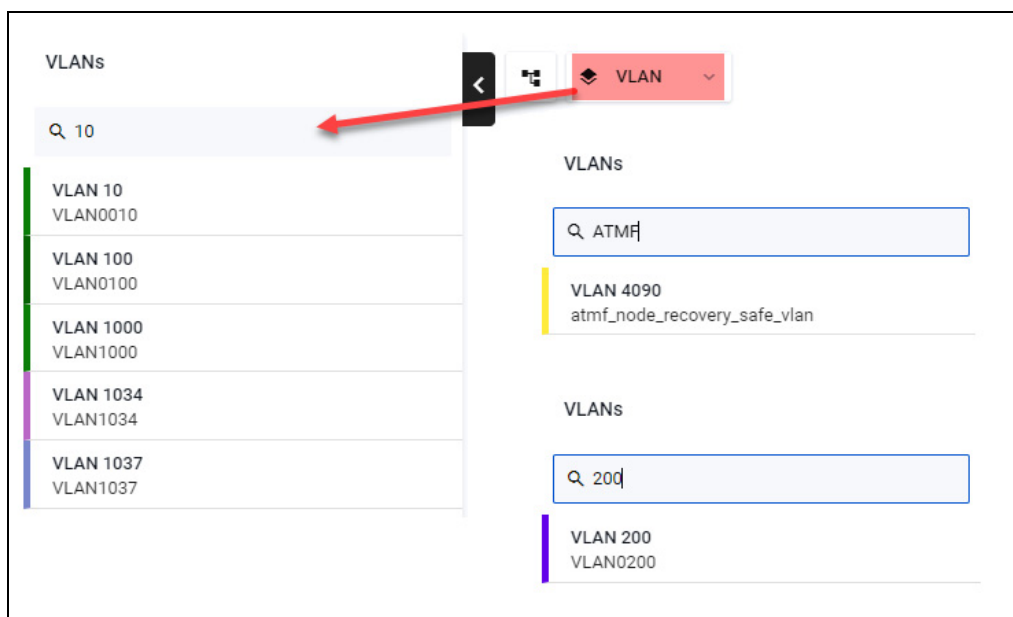 VLANs
10
VLAN 10
VLAN0010
VLAN 100
VLAN0100
VLAN 1000
VLAN1000
VLAN 1034
VLAN1034
VLAN 1037
VLAN1037
VLAN
VLANs
ATMF
VLAN 4090
atmf_node_recovery_safe_vlan
VLANs
200
VLAN 200
VLAN0200